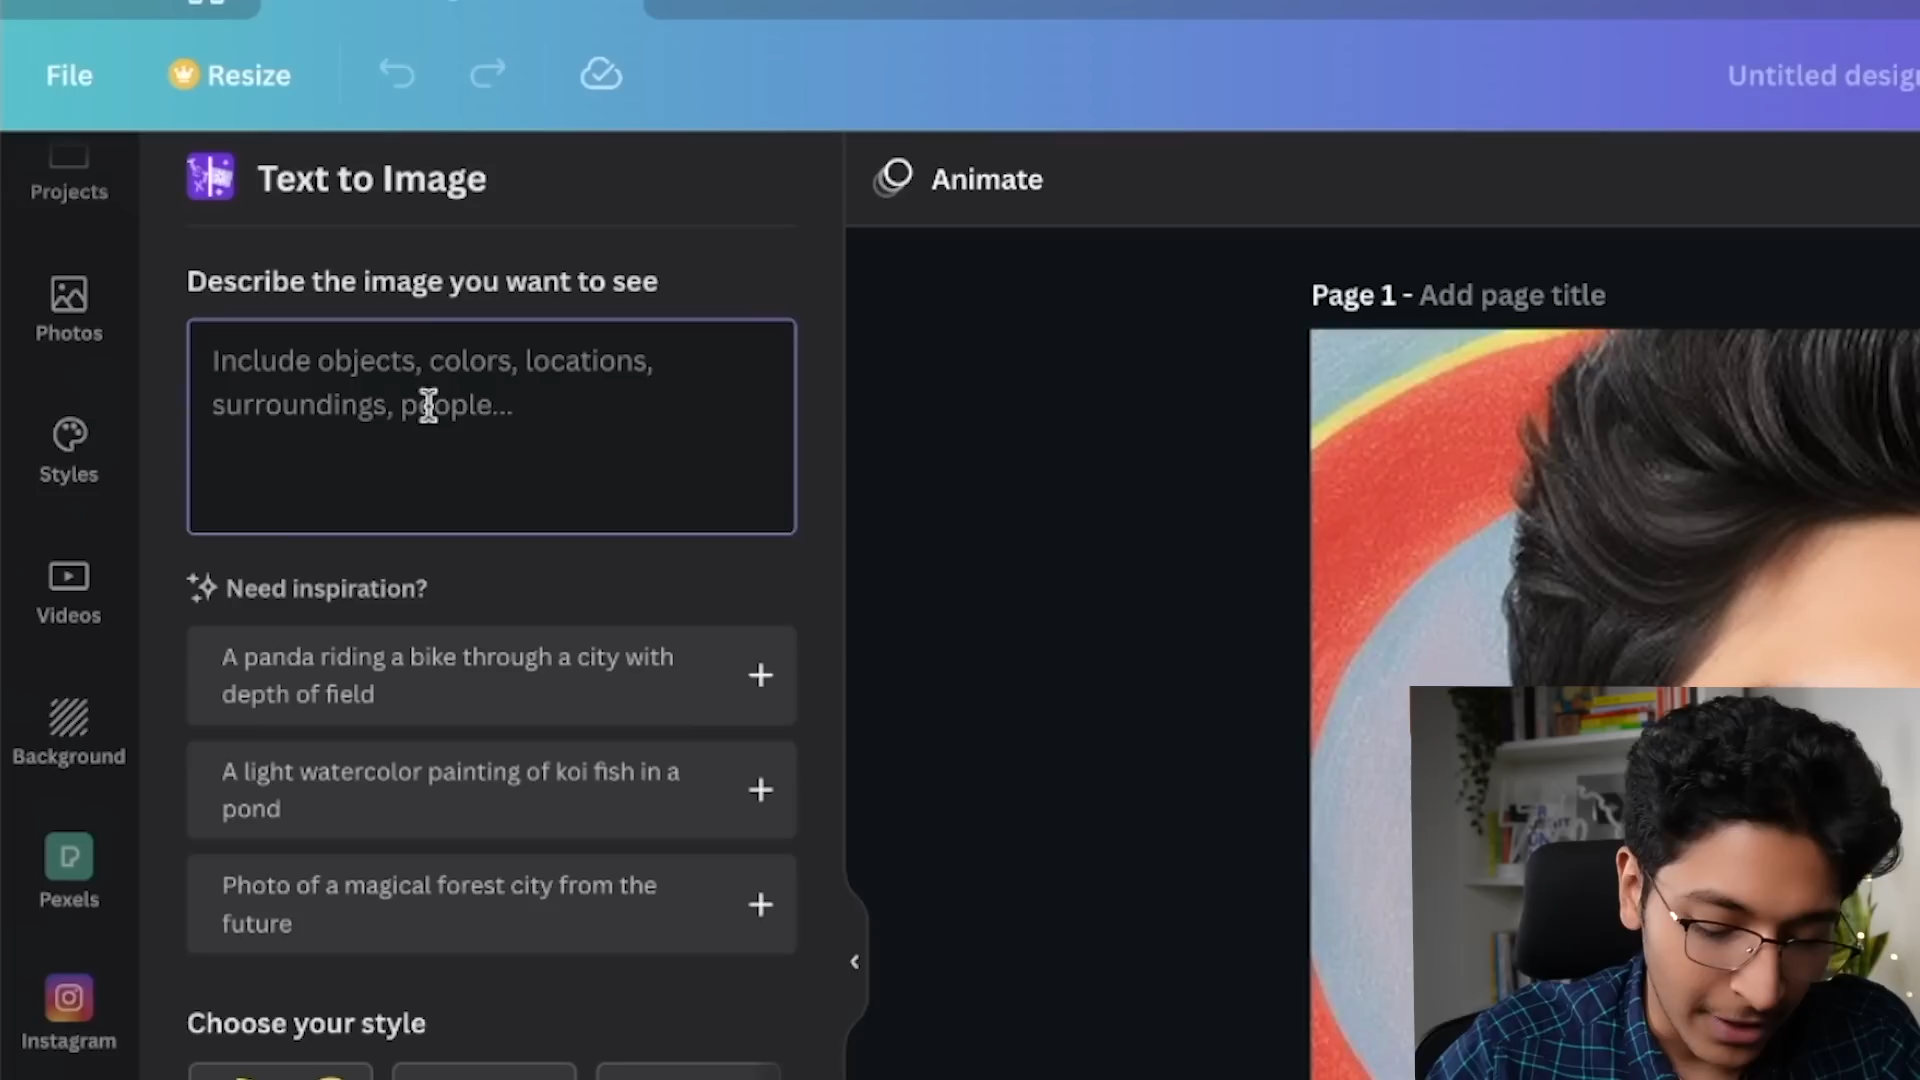 File
Resize
Untitled desig
Projects
Text to Image
Animate
Describe the image you want to see
Page 1 - Add page title
Photos
Include objects, colors, locations,
surroundings, people...
Styles
Need inspiration?
Videos
A panda riding a bike through a city with
depth of field
Background
A light watercolor painting of koi fish in a
pond
Pexels
Photo of a magical forest city from the
future
Instagram
Choose your style